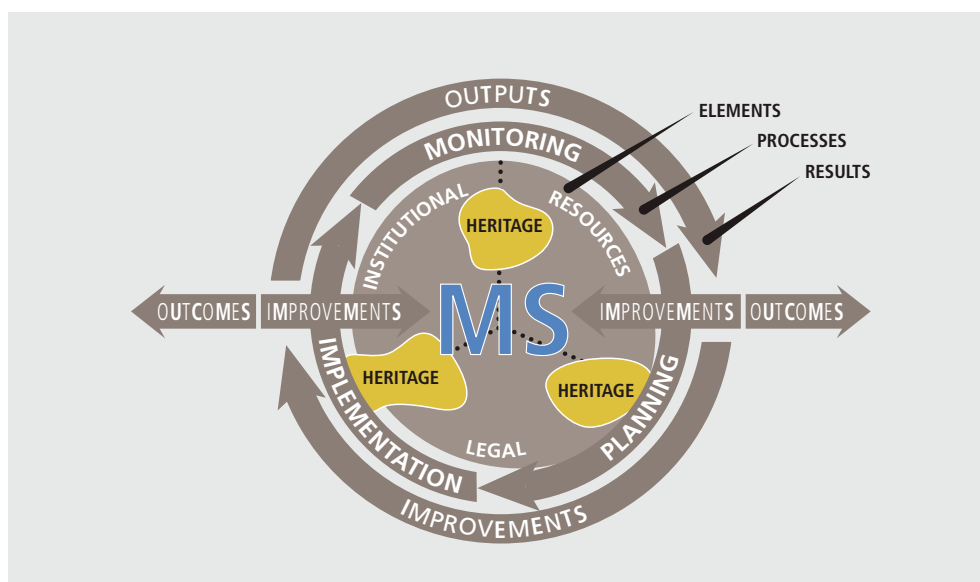 OUTPUTS
ELEMENTS
MONITORING
PROCESSES
RESULTS
INSTITUTIONAL
RESOURCES
HERITAGE
OUTCOMES IMPROVEMENTS
MS
IMPROVEMENTS OUTCOMES
HERITAGE
HERITAGE
IMPLEMENTATION
PLANNING
LEGAL
IMPROVEMENTS